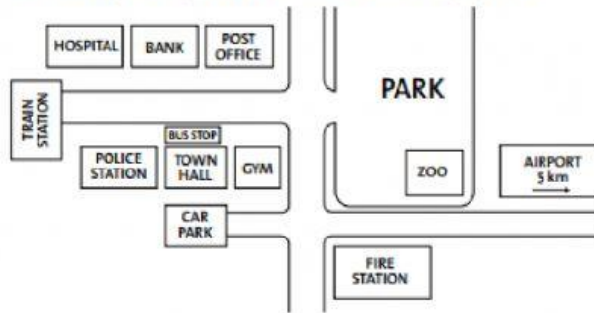 HOSPITAL
BANK
POST
OFFICE
PARK
TRAIN
STATION
BUS STOP
POLICE
STATION
TOWN
HALL
GYM
ZOO
AIRPORT
5 km
CAR
PARK
FIRE
STATION